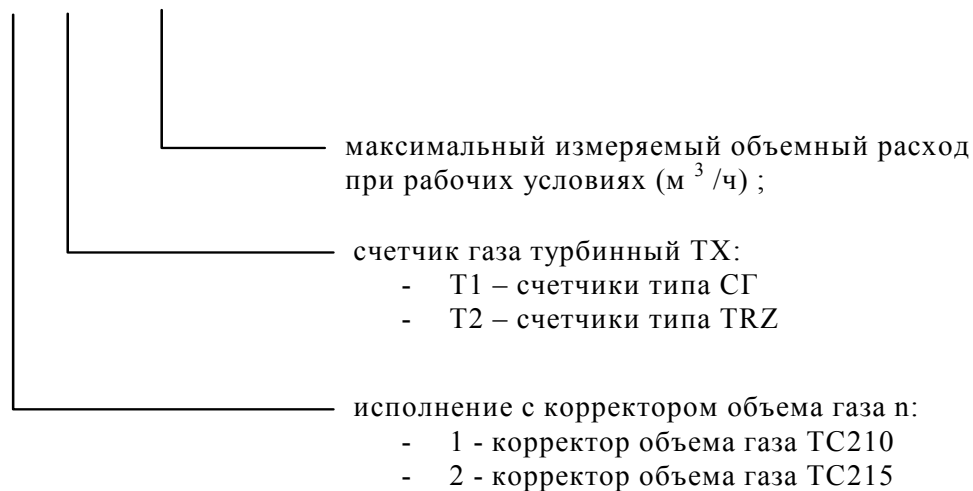 максимальный измеряемый объемный расход
при рабочих условиях (м ³ /ч) ;
счетчик газа турбинный ТХ:
- Т1 – счетчики типа СГ
- Т2 – счетчики типа TRZ
исполнение с корректором объема газа n:
- 1 - корректор объема газа ТС210
- 2 - корректор объема газа ТС215